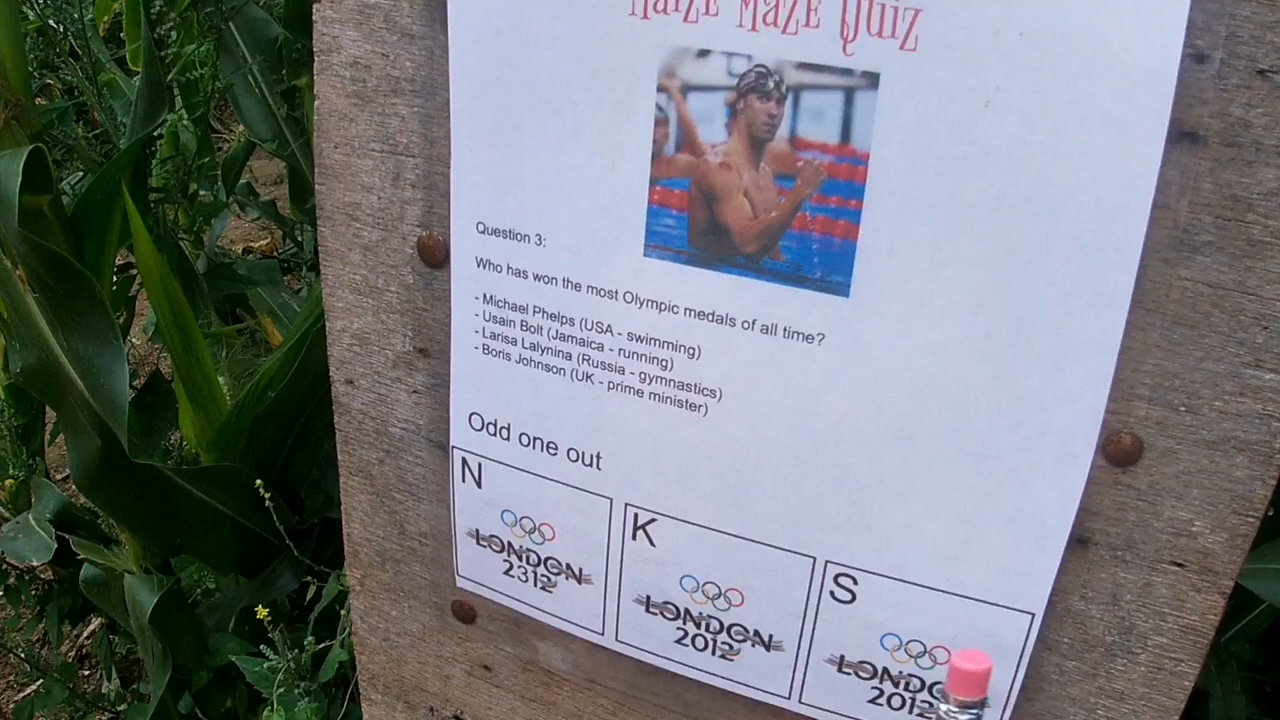 Maize Maze Quiz
Question 3:
Who has won the most Olympic medals of all time?
- Michael Phelps (USA - swimming)
- Usain Bolt (Jamaica - running)
- Larisa Lalynina (Russia - gymnastics)
- Boris Johnson (UK - prime minister)
Odd one out
N
LONDON
2312
K
LONDON
2012
S
LONDO
2012